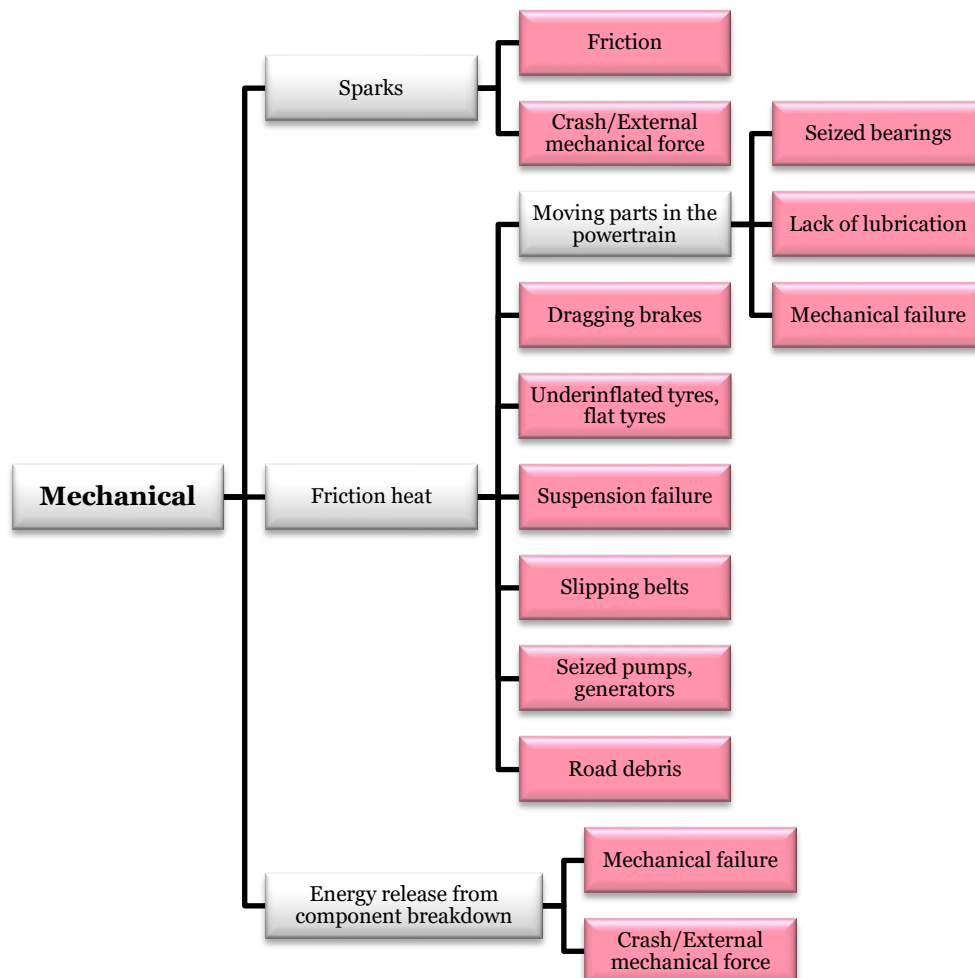 Friction
Sparks
Crash/External
mechanical force
Seized bearings
Moving parts in the
powertrain
Lack of lubrication
Dragging brakes
Mechanical failure
Underinflated tyres,
flat tyres
Mechanical
Friction heat
Suspension failure
Slipping belts
Seized pumps,
generators
Road debris
Mechanical failure
Energy release from
component breakdown
Crash/External
mechanical force